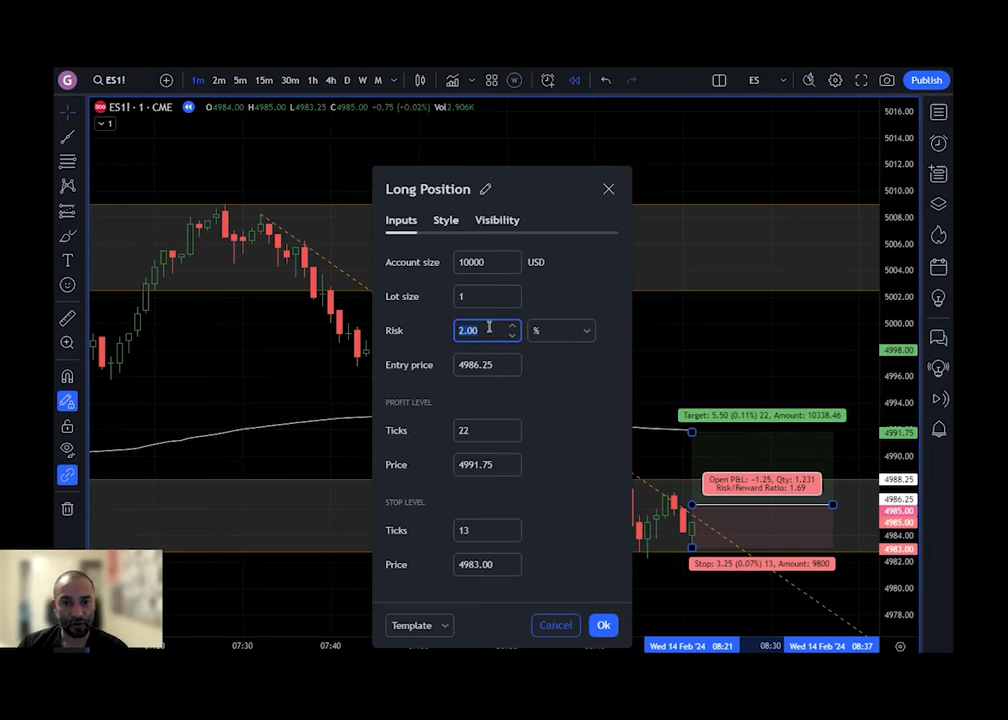 G ES1! 1m 2m 5m 15m 30m 1h 4h D W M W ES Publish
500 ES1! · 1 · CME O4984.00 H4985.00 L4983.25 C4985.00 +0.75 (+0.02%) Vol2.906K
1
Long Position
Inputs Style Visibility
Account size 10000 USD
Lot size 1
Risk 2.00 %
Entry price 4986.25
PROFIT LEVEL
Ticks 22
Price 4991.75
STOP LEVEL
Ticks 13
Price 4983.00
Template Cancel Ok
Target: 5.50 (0.11%) 22, Amount: 10338.46
Open P&L: −1.25, Qty: 1.231
Risk/Reward Ratio: 1.69
Stop: 3.25 (0.07%) 13, Amount: 9800
5016.00
5014.00
5012.00
5010.00
5008.00
5006.00
5004.00
5002.00
5000.00
4998.00
4996.00
4994.00
4991.75
4990.00
4988.25
4986.25
4985.00
4985.00
4984.00
4983.00
4982.00
4980.00
4978.00
07:30 Wed 14 Feb '24 08:21 08:30 Wed 14 Feb '24 08:37